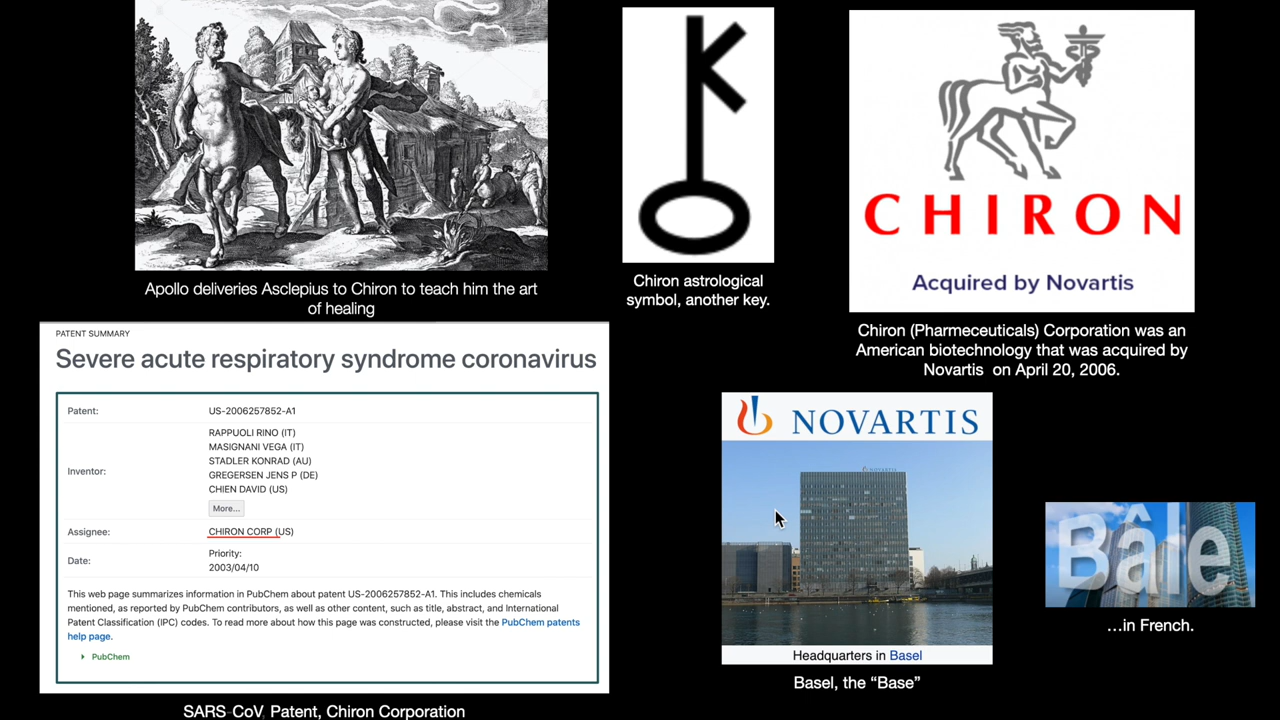 Apollo deliveries Asclepius to Chiron to teach him the art
of healing
Chiron astrological
symbol, another key.
CHIRON
Acquired by Novartis
Chiron (Pharmeceuticals) Corporation was an
American biotechnology that was acquired by
Novartis on April 20, 2006.
PATENT SUMMARY
Severe acute respiratory syndrome coronavirus
Patent: US-2006257852-A1
Inventor:
RAPPUOLI RINO (IT)
MASIGNANI VEGA (IT)
STADLER KONRAD (AU)
GREGERSEN JENS P (DE)
CHIEN DAVID (US)
More...
Assignee: CHIRON CORP (US)
Date:
Priority:
2003/04/10
This web page summarizes information in PubChem about patent US-2006257852-A1. This includes chemicals
mentioned, as reported by PubChem contributors, as well as other content, such as title, abstract, and International
Patent Classification (IPC) codes. To read more about how this page was constructed, please visit the PubChem patents
help page.
PubChem
SARS-CoV Patent, Chiron Corporation
NOVARTIS
NOVARTIS
Headquarters in Basel
Basel, the “Base”
Bâle
...in French.